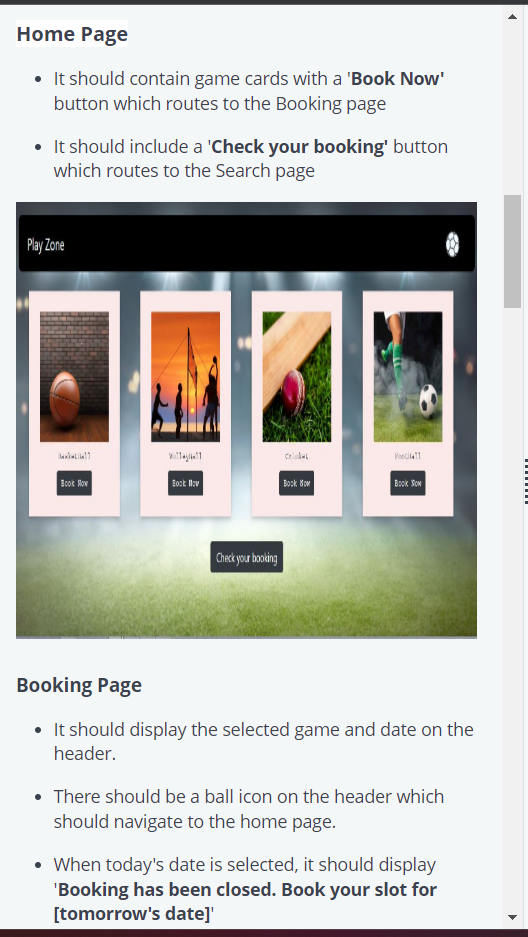 Home Page
It should contain game cards with a 'Book Now'
button which routes to the Booking page
It should include a 'Check your booking' button
which routes to the Search page
Play Zone
BasketBall VolleyBall Cricket FootBall
Book Now Book Now Book Now Book Now
Check your booking
Booking Page
It should display the selected game and date on the
header.
There should be a ball icon on the header which
should navigate to the home page.
When today's date is selected, it should display
'Booking has been closed. Book your slot for
[tomorrow's date]'